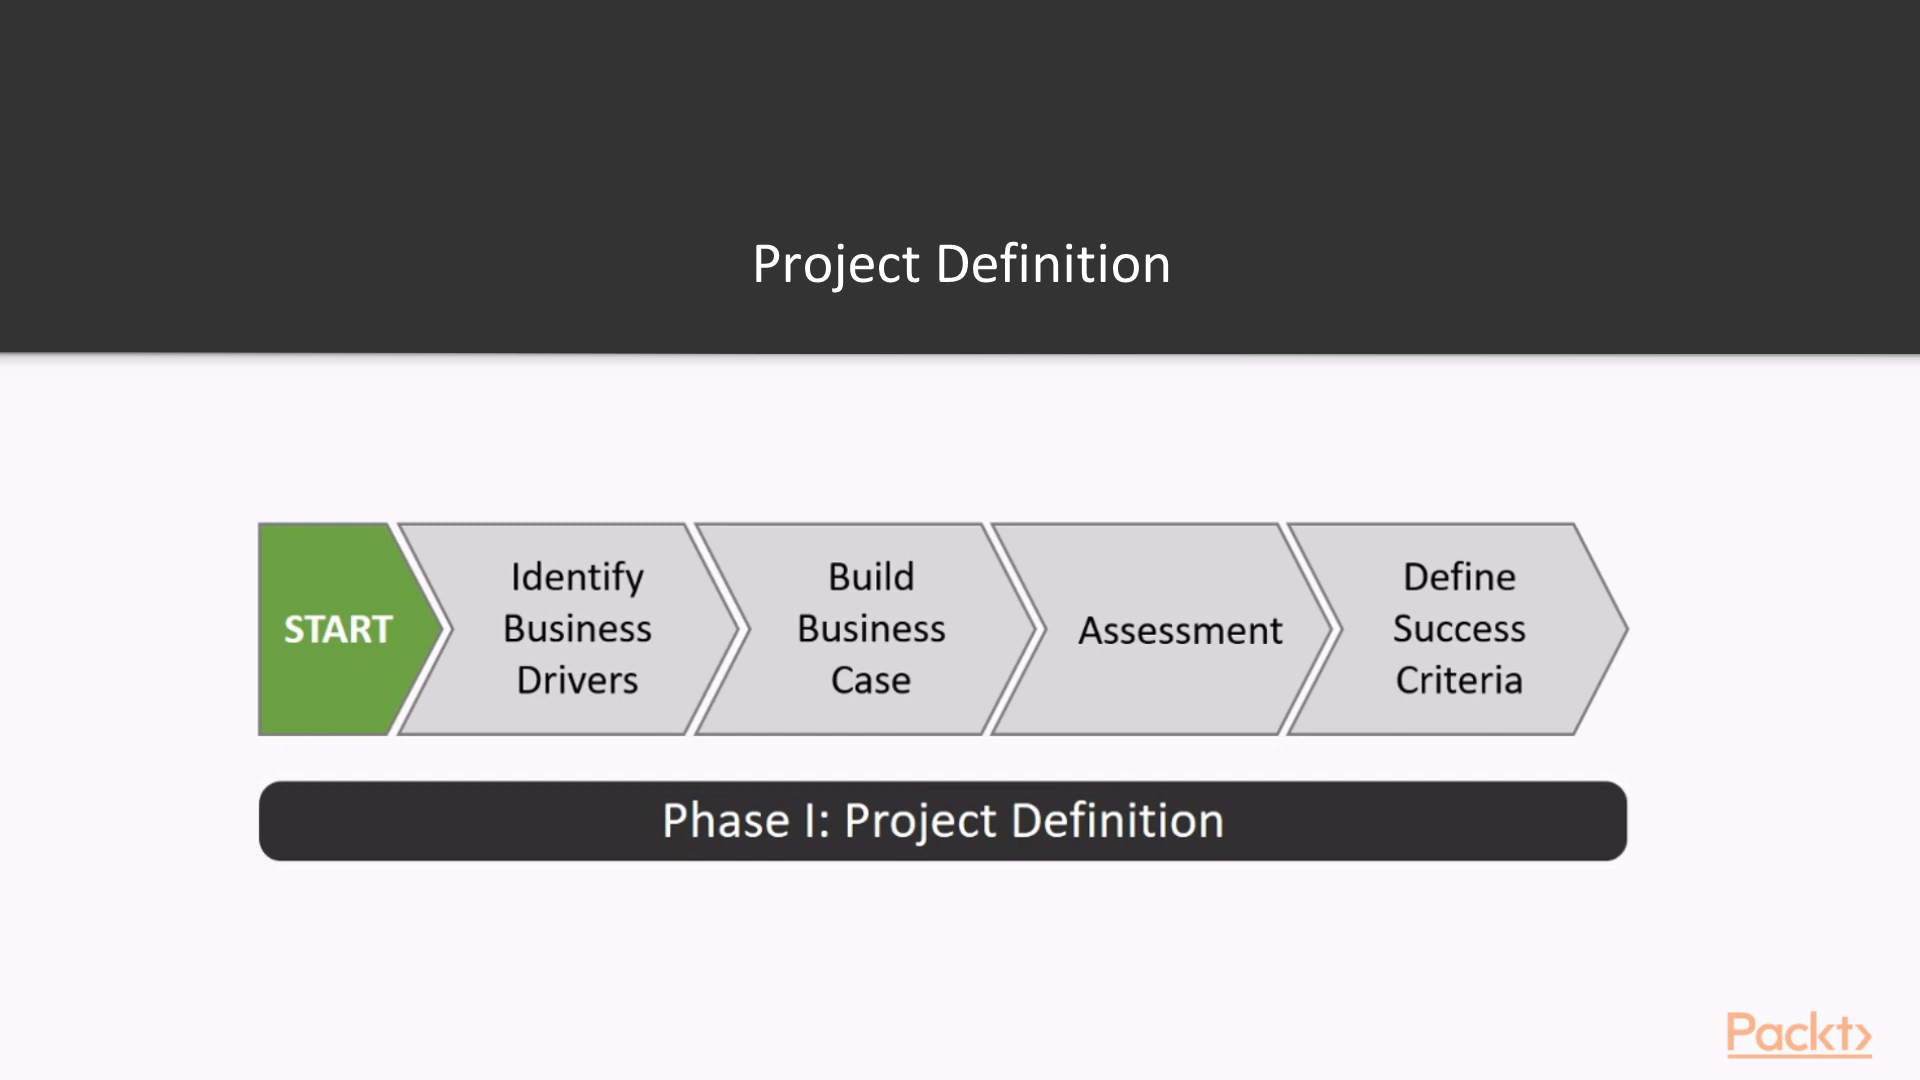 Project Definition
START
Identify
Business
Drivers
Build
Business
Case
Assessment
Define
Success
Criteria
Phase I: Project Definition
Packt>